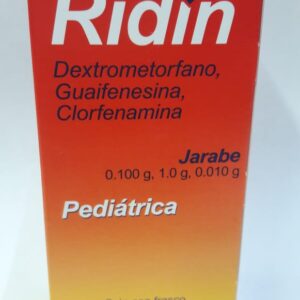 Ridin
Dextrometorfano,
Guaifenesina,
Clorfenamina
Jarabe
0.100 g, 1.0 g, 0.010 g
Pediátrica